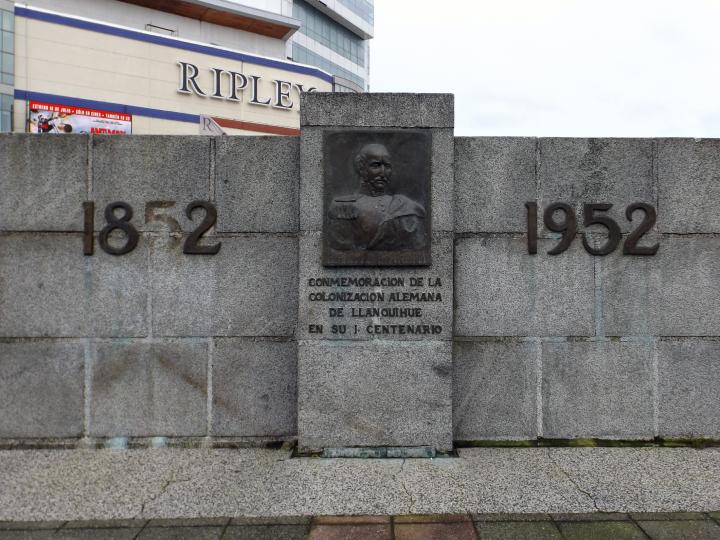 RIPLEY
1852
1952
CONMEMORACION DE LA
COLONIZACION ALEMANA
DE LLANQUIHUE
EN SU I CENTENARIO